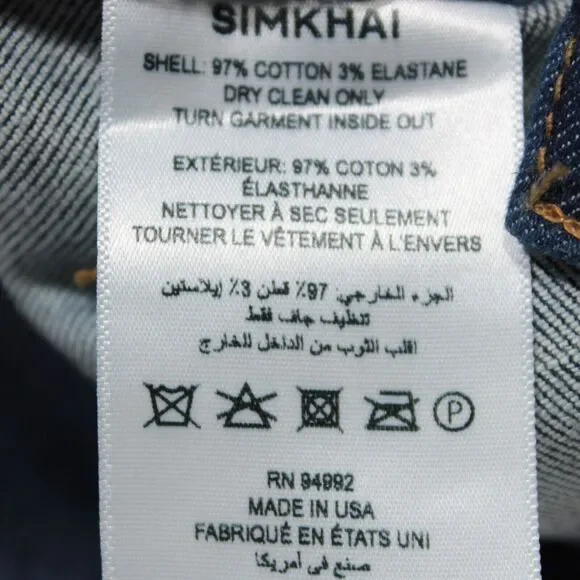 SIMKHAI
SHELL: 97% COTTON 3% ELASTANE
DRY CLEAN ONLY
TURN GARMENT INSIDE OUT
EXTÉRIEUR: 97% COTON 3%
ÉLASTHANNE
NETTOYER À SEC SEULEMENT
TOURNER LE VÊTEMENT À L'ENVERS
الجزء الخارجي: 97٪ قطن 3٪ إيلاستين
تنظيف جاف فقط
اقلب الثوب من الداخل للخارج
P
RN 94992
MADE IN USA
FABRIQUÉ EN ÉTATS UNI
صنع في أمريكا